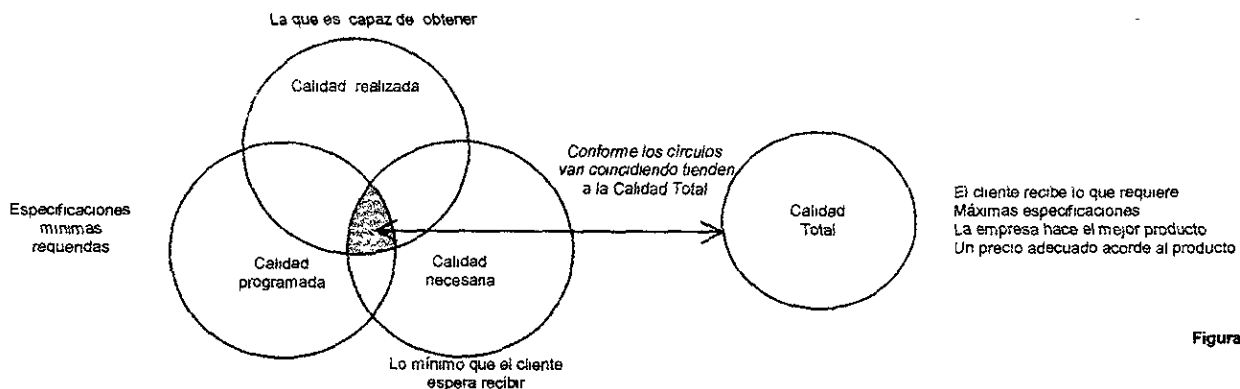 La que es capaz de obtener
Calidad realizada
Conforme los círculos
van coincidiendo tienden
a la Calidad Total
Especificaciones
mínimas
requeridas
Calidad
programada
Calidad
necesaria
Lo mínimo que el cliente
espera recibir
Calidad
Total
El cliente recibe lo que requiere
Máximas especificaciones
La empresa hace el mejor producto
Un precio adecuado acorde al producto
Figura